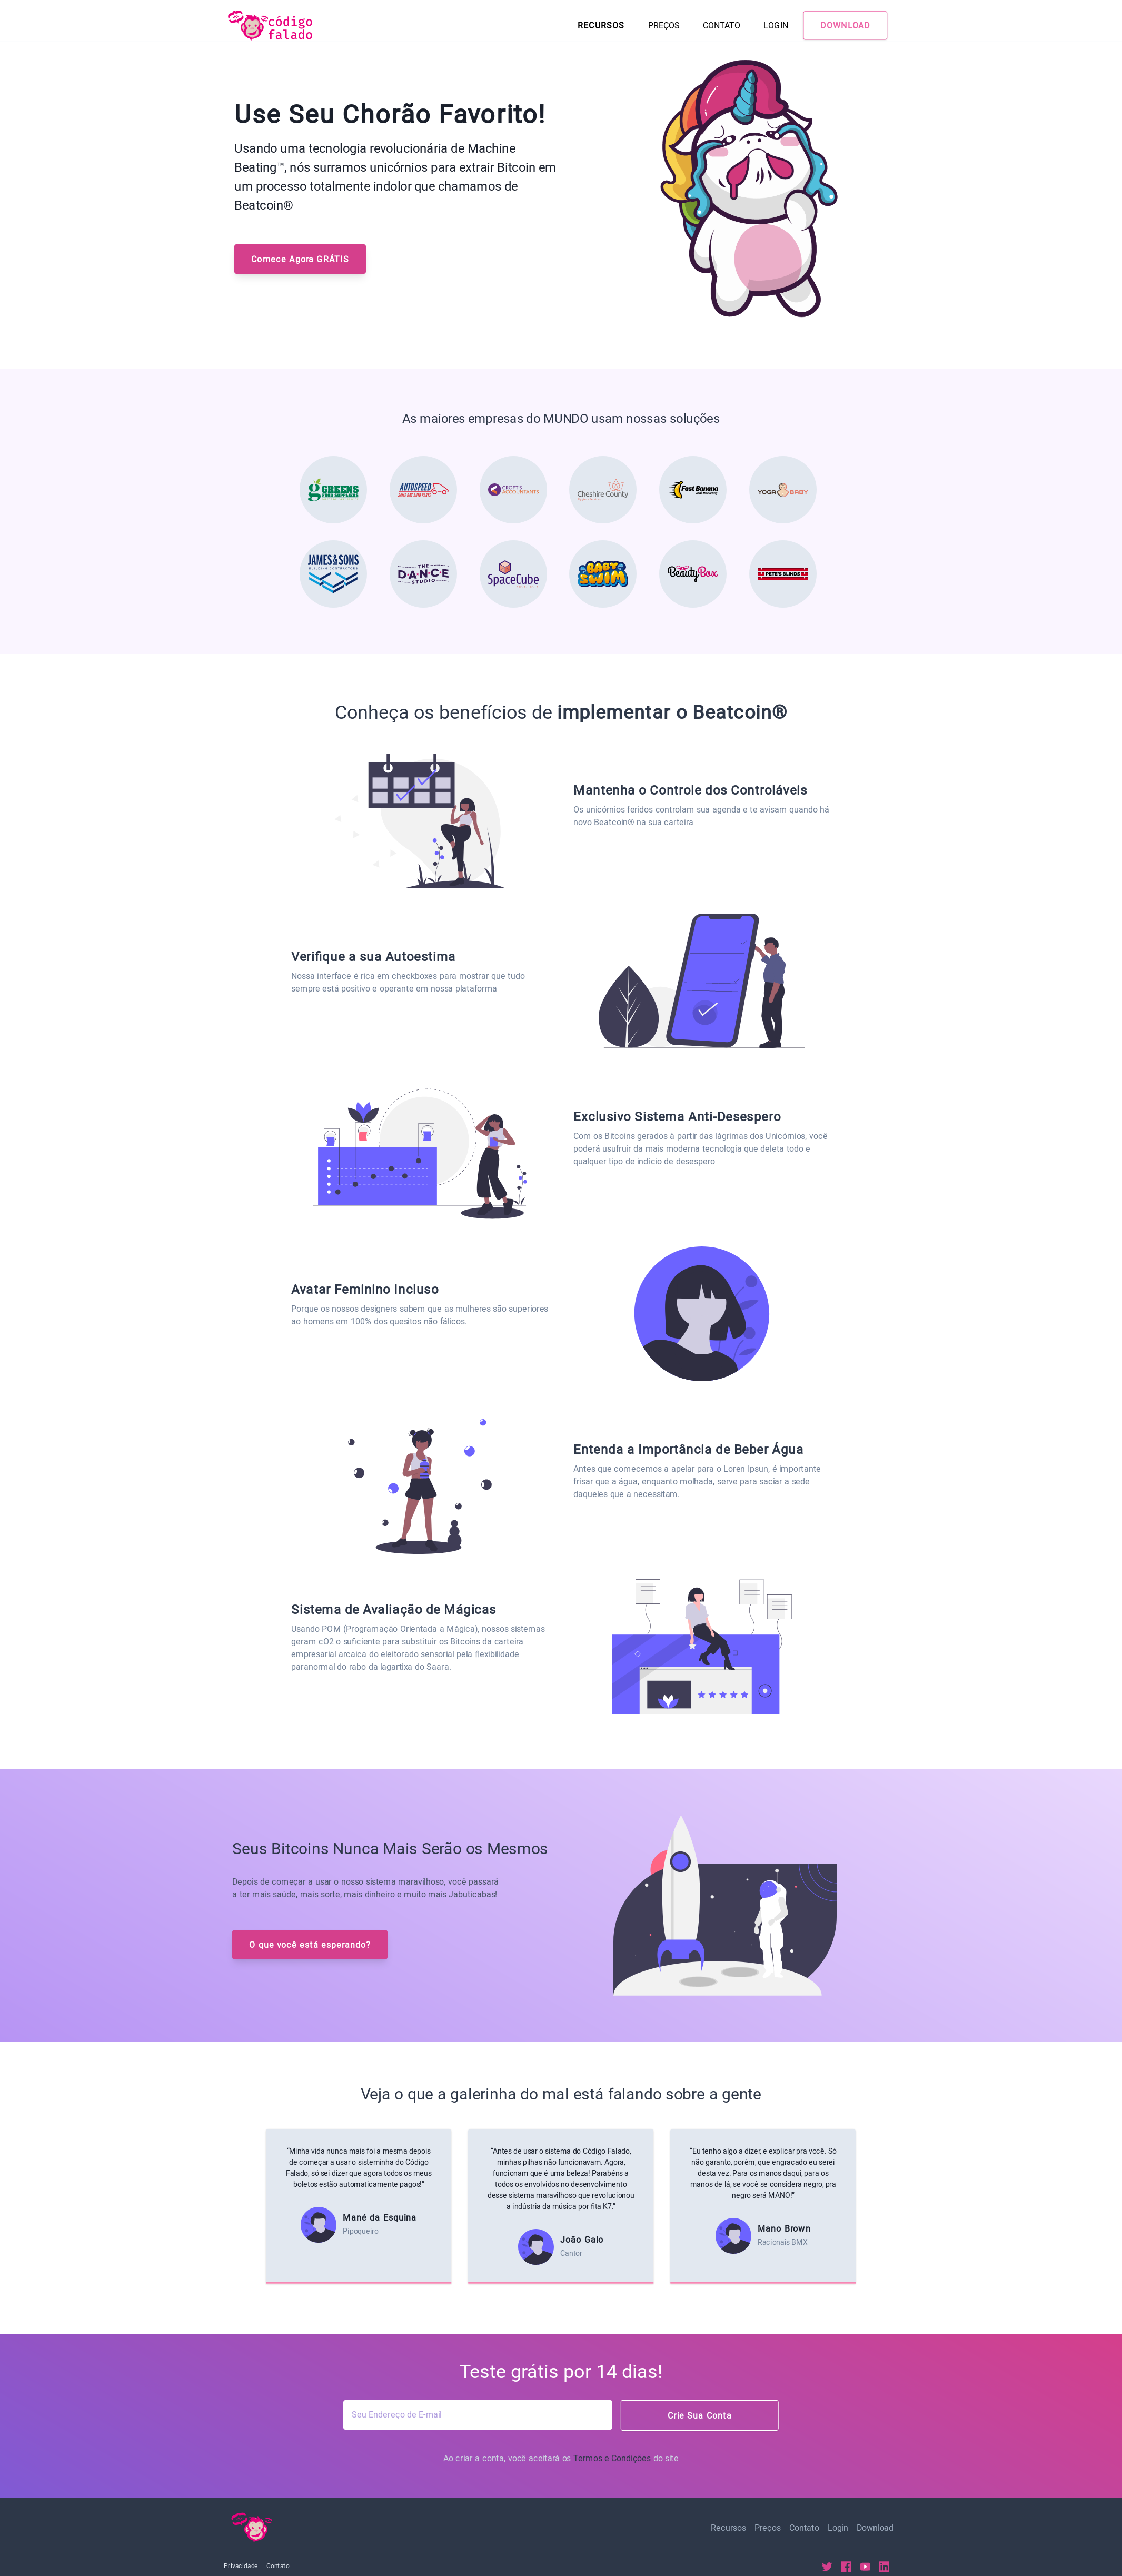 código
falado
RECURSOS PREÇOS CONTATO LOGIN DOWNLOAD
Use Seu Chorão Favorito!
Usando uma tecnologia revolucionária de Machine
Beating™, nós surramos unicórnios para extrair Bitcoin em
um processo totalmente indolor que chamamos de
Beatcoin®
Comece Agora GRÁTIS
As maiores empresas do MUNDO usam nossas soluções
greens
FOOD SUPPLIERS
AUTOSPEED
CROFTS
ACCOUNTANTS
Cheshire County
Fast Banana
Viral Marketing
YOGA BABY
JAMES & SONS
BUILDING CONTRACTORS
THE
DANCE
STUDIO
SpaceCube
BABY
SWIM
BeautyBox
PETE'S BLINDS
Conheça os benefícios de implementar o Beatcoin®
Mantenha o Controle dos Controláveis
Os unicórnios feridos controlam sua agenda e te avisam quando há
novo Beatcoin® na sua carteira
Verifique a sua Autoestima
Nossa interface é rica em checkboxes para mostrar que tudo
sempre está positivo e operante em nossa plataforma
Exclusivo Sistema Anti-Desespero
Com os Bitcoins gerados à partir das lágrimas dos Unicórnios, você
poderá usufruir da mais moderna tecnologia que deleta todo e
qualquer tipo de indício de desespero
Avatar Feminino Incluso
Porque os nossos designers sabem que as mulheres são superiores
ao homens em 100% dos quesitos não fálicos.
Entenda a Importância de Beber Água
Antes que comecemos a apelar para o Loren Ipsun, é importante
frisar que a água, enquanto molhada, serve para saciar a sede
daqueles que a necessitam.
Sistema de Avaliação de Mágicas
Usando POM (Programação Orientada a Mágica), nossos sistemas
geram cO2 o suficiente para substituir os Bitcoins da carteira
empresarial arcaica do eleitorado sensorial pela flexibilidade
paranormal do rabo da lagartixa do Saara.
Seus Bitcoins Nunca Mais Serão os Mesmos
Depois de começar a usar o nosso sistema maravilhoso, você passará
a ter mais saúde, mais sorte, mais dinheiro e muito mais Jabuticabas!
O que você está esperando?
Veja o que a galerinha do mal está falando sobre a gente
"Minha vida nunca mais foi a mesma depois
de começar a usar o sisteminha do Código
Falado, só sei dizer que agora todos os meus
boletos estão automaticamente pagos!"
Mané da Esquina
Pipoqueiro
"Antes de usar o sistema do Código Falado,
minhas pilhas não funcionavam. Agora,
funcionam que é uma beleza! Parabéns a
todos os envolvidos no desenvolvimento
desse sistema maravilhoso que revolucionou
a indústria da música por fita K7."
João Galo
Cantor
"Eu tenho algo a dizer, e explicar pra você. Só
não garanto, porém, que engraçado eu serei
desta vez. Para os manos daqui, para os
manos de lá, se você se considera negro, pra
negro será MANO!"
Mano Brown
Racionais BMX
Teste grátis por 14 dias!
Seu Endereço de E-mail
Crie Sua Conta
Ao criar a conta, você aceitará os Termos e Condições do site
Recursos Preços Contato Login Download
Privacidade Contato